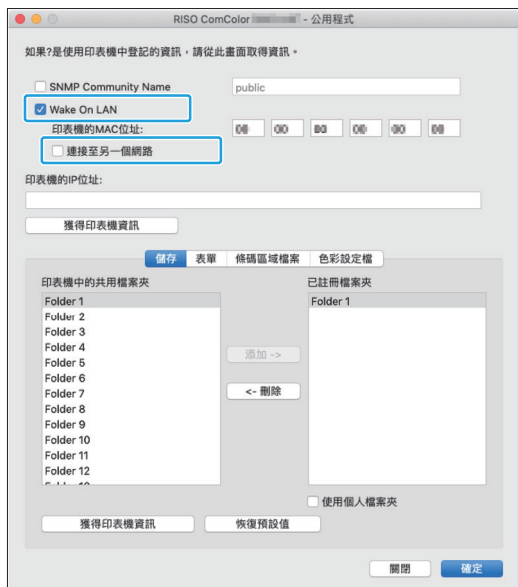 RISO ComColor - 公用程式
如果?是使用印表機中登記的資訊，請從此畫面取得資訊。
SNMP Community Name
public
Wake On LAN
印表機的MAC位址:
連接至另一個網路
印表機的IP位址:
獲得印表機資訊
儲存 表單 條碼區域檔案 色彩設定檔
印表機中的共用檔案夾
已註冊檔案夾
Folder 1
Folder 1
Folder 2
Folder 3
Folder 4
Folder 5
Folder 6
Folder 7
Folder 8
Folder 9
Folder 10
Folder 11
Folder 12
添加 ->
<- 刪除
使用個人檔案夾
獲得印表機資訊
恢復預設值
關閉
確定